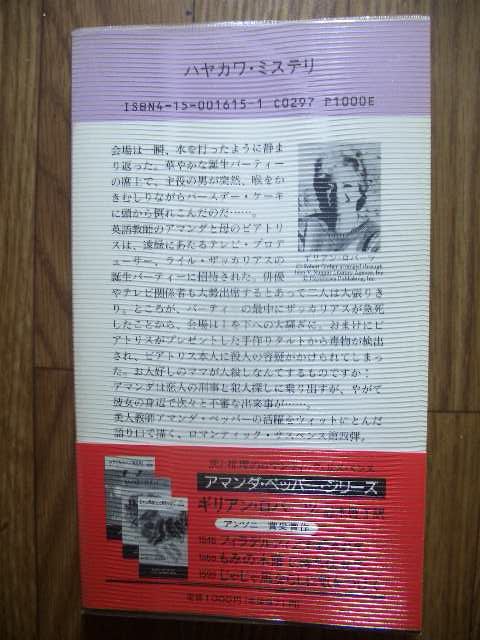 ハヤカワ・ミステリ
ISBN4-15-001615-1 C0297 P1000E
会場は一瞬、水を打ったように静ま
り返った。華やかな誕生パーティー
の席上で、主役の男が突然、喉をか
きむしりながらバースデー・ケーキ
に頭から倒れこんだのだ……。
英語教師のアマンダと母のビアトリ
スは、遠縁にあたるテレビ・プロデ
ューサー、ライル・ザッカリアスの
誕生パーティーに招待された。俳優
やテレビ関係者も大勢出席するとあって二人は大張りき
り。ところが、パーティーの最中にザッカリアスが急死
したことから、会場は上を下への大騒ぎに。おまけにビ
アトリスがプレゼントした手作りタルトから毒物が検出
され、ビアトリス本人に殺人の容疑がかけられてしまっ
た。お人好しのママが人殺しなんてするものですか！
アマンダは恋人の刑事と犯人探しに乗り出すが、やがて
彼女の身辺で次々と不審な出来事が……。
美人教師アマンダ・ペッパーの活躍をウィットにとんだ
語り口で描く、ロマンティック・サスペンス第四弾。
ギリアン・ロバーツ
アマンダ・ペッパー・シリーズ
ギリアン・ロバーツ
アンソニー賞受賞作
定価1000円